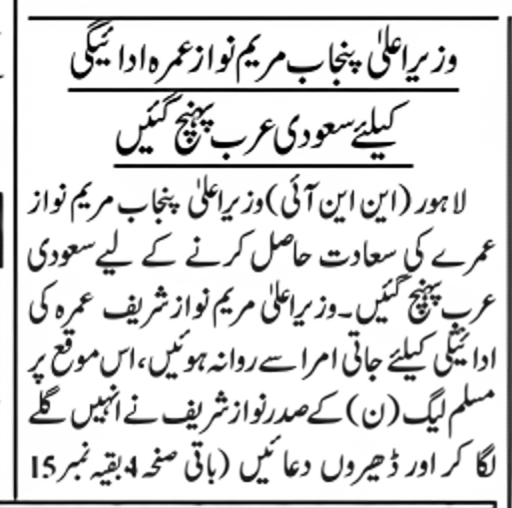 وزیراعلیٰ پنجاب مریم نواز عمرہ ادائیگی
کیلئے سعودی عرب پہنچ گئیں
لاہور (این این آئی) وزیراعلیٰ پنجاب مریم نواز
عمرے کی سعادت حاصل کرنے کے لیے سعودی
عرب پہنچ گئیں۔ وزیراعلیٰ مریم نواز شریف عمرہ کی
ادائیگی کیلئے جاتی امرا سے روانہ ہوئیں، اس موقع پر
مسلم لیگ (ن) کے صدر نواز شریف نے انہیں گلے
لگا کر اور ڈھیروں دعائیں (باقی صفحہ 4 بقیہ نمبر 15